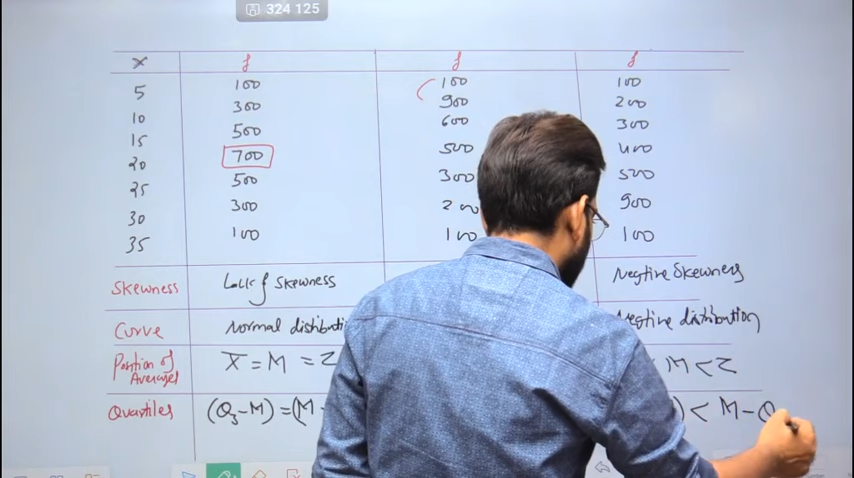 324 125
X f f f
5 100 100 100
10 300 900 200
15 500 600 300
20 700 500 400
25 500 300 500
30 300 200 900
35 100 100 100
Skewness Lack of Skewness Negtive Skewness
Curve Normal distibuti Negtive distribution
Position of Averages X̄ = M = Z M < Z
Quartiles (Q₃-M) = (M- ) < M-Q